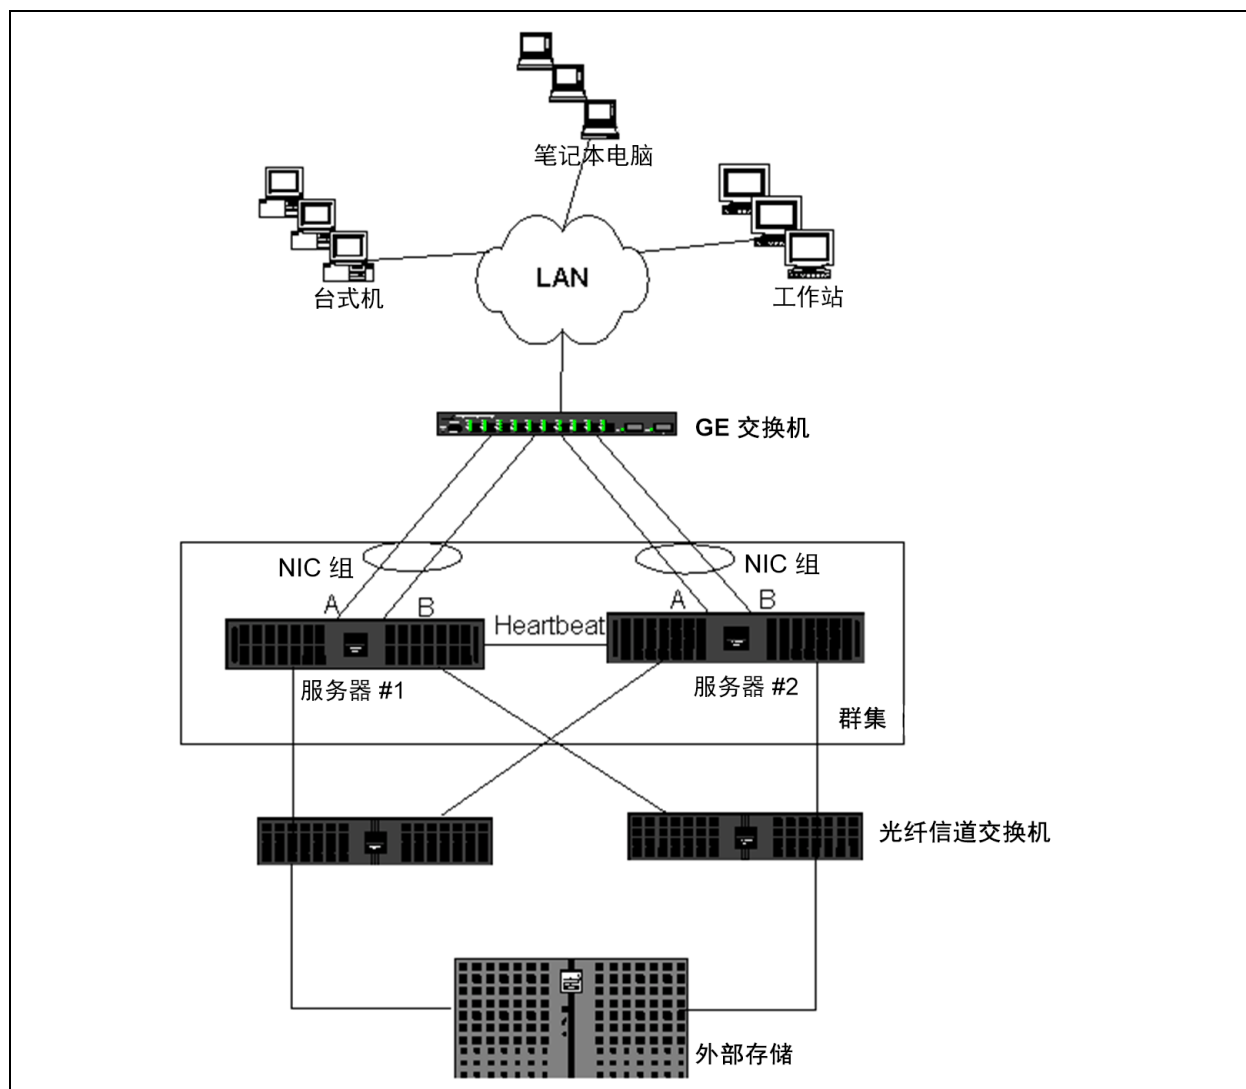 笔记本电脑
LAN
台式机
工作站
GE 交换机
NIC 组
NIC 组
A
B
A
B
Heartbeat
服务器 #1
服务器 #2
群集
光纤信道交换机
外部存储